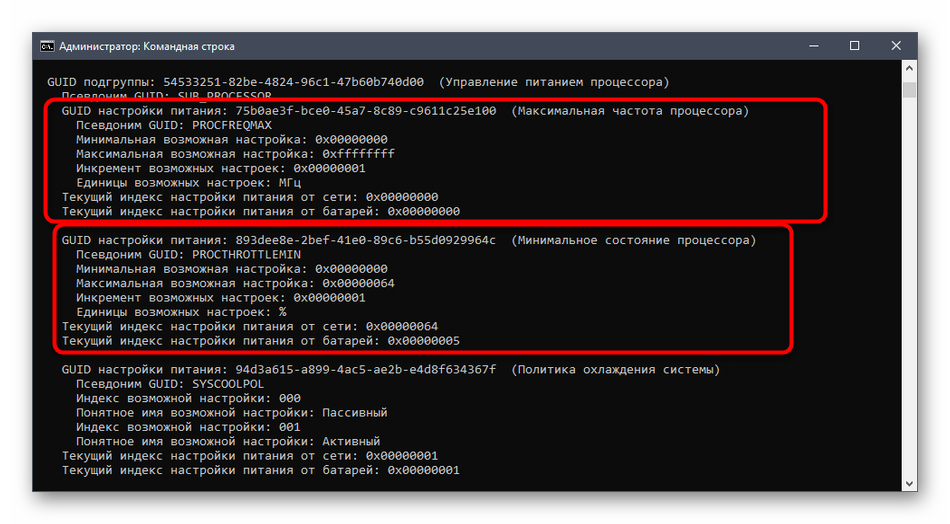 Администратор: Командная строка
GUID подгруппы: 54533251-82be-4824-96c1-47b60b740d00 (Управление питанием процессора)
Псевдоним GUID: SUB_PROCESSOR
GUID настройки питания: 75b0ae3f-bce0-45a7-8c89-c9611c25e100 (Максимальная частота процессора)
Псевдоним GUID: PROCFREQMAX
Минимальная возможная настройка: 0x00000000
Максимальная возможная настройка: 0xffffffff
Инкремент возможных настроек: 0x00000001
Единицы возможных настроек: МГц
Текущий индекс настройки питания от сети: 0x00000000
Текущий индекс настройки питания от батарей: 0x00000000
GUID настройки питания: 893dee8e-2bef-41e0-89c6-b55d0929964c (Минимальное состояние процессора)
Псевдоним GUID: PROCTHROTTLEMIN
Минимальная возможная настройка: 0x00000000
Максимальная возможная настройка: 0x00000064
Инкремент возможных настроек: 0x00000001
Единицы возможных настроек: %
Текущий индекс настройки питания от сети: 0x00000064
Текущий индекс настройки питания от батарей: 0x00000005
GUID настройки питания: 94d3a615-a899-4ac5-ae2b-e4d8f634367f (Политика охлаждения системы)
Псевдоним GUID: SYSCOOLPOL
Индекс возможной настройки: 000
Понятное имя возможной настройки: Пассивный
Индекс возможной настройки: 001
Понятное имя возможной настройки: Активный
Текущий индекс настройки питания от сети: 0x00000001
Текущий индекс настройки питания от батарей: 0x00000001